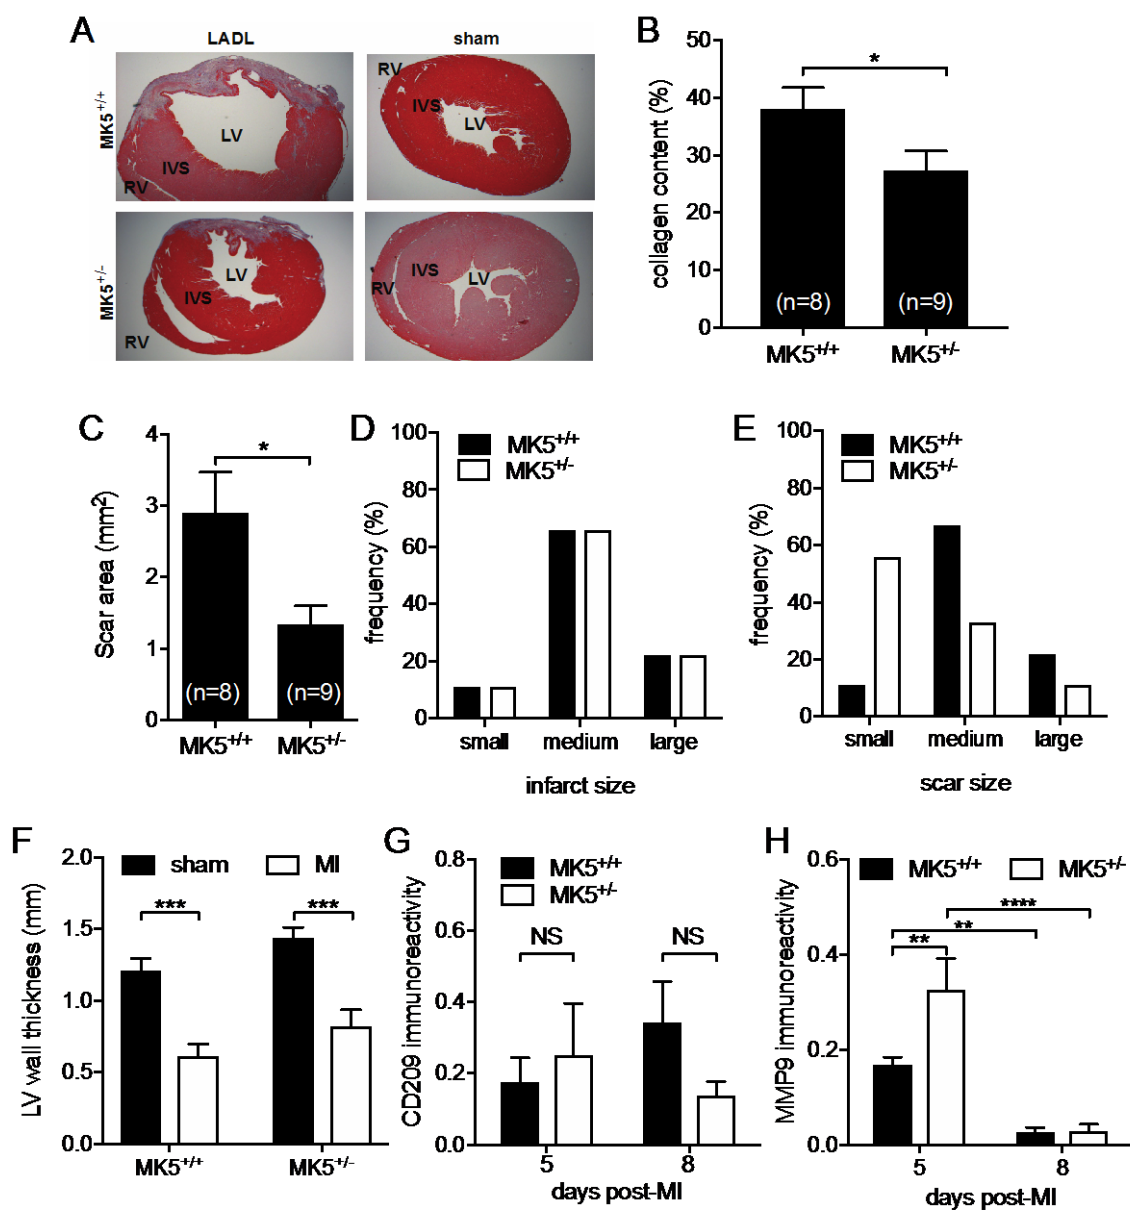 A
LADL
sham
MK5+/+
LV
IVS
RV
RV
IVS
LV
MK5+/-
LV
IVS
RV
IVS
LV
RV
B
collagen content (%)
50
40
30
20
10
0
*
(n=8)
(n=9)
MK5+/+
MK5+/-
C
Scar area (mm2)
4
3
2
1
0
*
(n=8)
(n=9)
MK5+/+
MK5+/-
D
frequency (%)
100
80
60
40
20
0
MK5+/+
MK5+/-
small medium large
infarct size
E
frequency (%)
100
80
60
40
20
0
MK5+/+
MK5+/-
small medium large
scar size
F
LV wall thickness (mm)
2.0
1.5
1.0
0.5
0.0
sham MI
***
***
MK5+/+
MK5+/-
G
CD209 immunoreactivity
0.8
0.6
0.4
0.2
0.0
MK5+/+
MK5+/-
NS
NS
5 8
days post-MI
H
MMP9 immunoreactivity
0.6
0.4
0.2
0.0
MK5+/+ MK5+/-
****
**
**
5 8
days post-MI